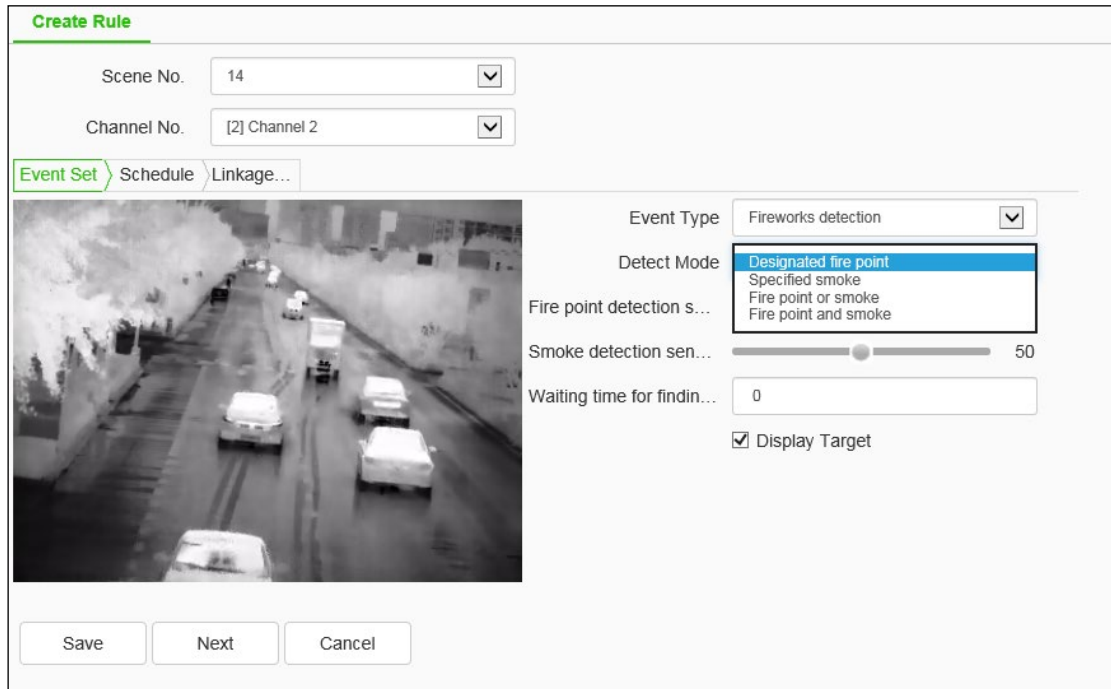 Create Rule
Scene No. 14
Channel No. [2] Channel 2
Event Set Schedule Linkage...
Event Type Fireworks detection
Detect Mode Designated fire point
Specified smoke
Fire point or smoke
Fire point detection s...
Fire point and smoke
Smoke detection sen... 50
Waiting time for findin... 0
Display Target
Save Next Cancel